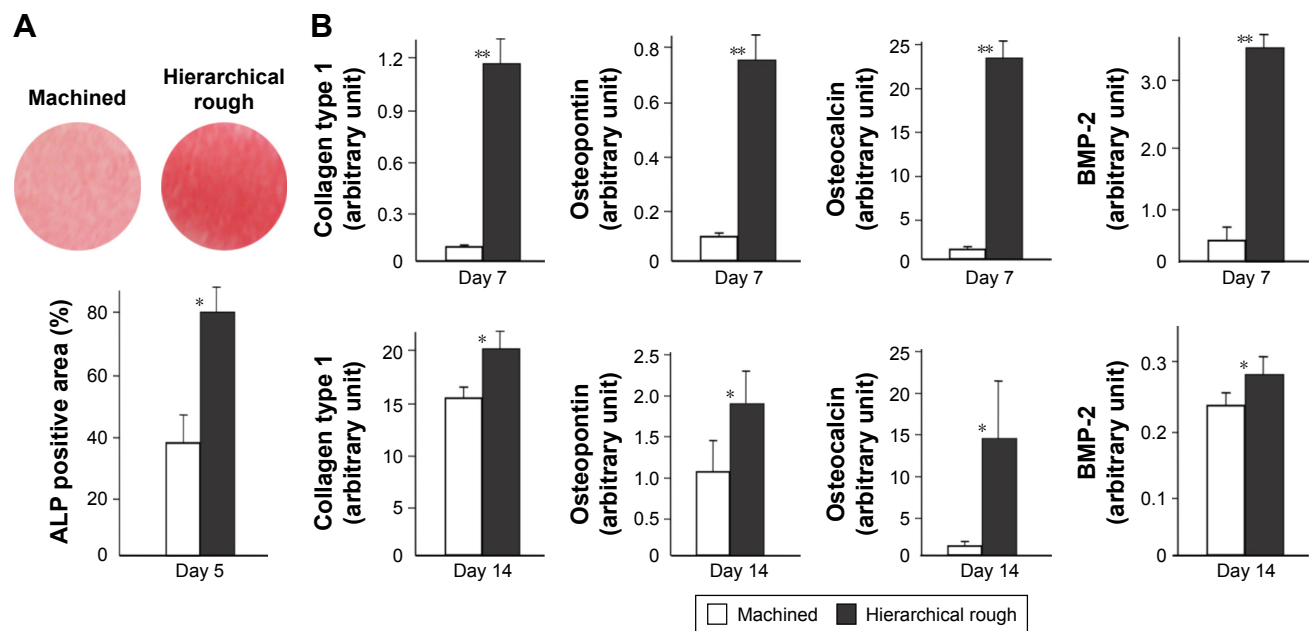 A
Machined
Hierarchical
rough
ALP positive area (%)
80
60
40
20
0
*
Day 5
B
Collagen type 1
(arbitrary unit)
1.2
0.9
0.6
0.3
0
**
Day 7
Osteopontin
(arbitrary unit)
0.8
0.6
0.4
0.2
0
**
Day 7
Osteocalcin
(arbitrary unit)
25
20
15
10
5
0
**
Day 7
BMP-2
(arbitrary unit)
3.0
2.0
1.0
0
**
Day 7
Collagen type 1
(arbitrary unit)
20
15
10
5
0
*
Day 14
Osteopontin
(arbitrary unit)
2.5
2.0
1.5
1.0
0.5
0
*
Day 14
Osteocalcin
(arbitrary unit)
25
20
15
10
5
0
*
Day 14
BMP-2
(arbitrary unit)
0.3
0.2
0.1
0
*
Day 14
Machined
Hierarchical rough